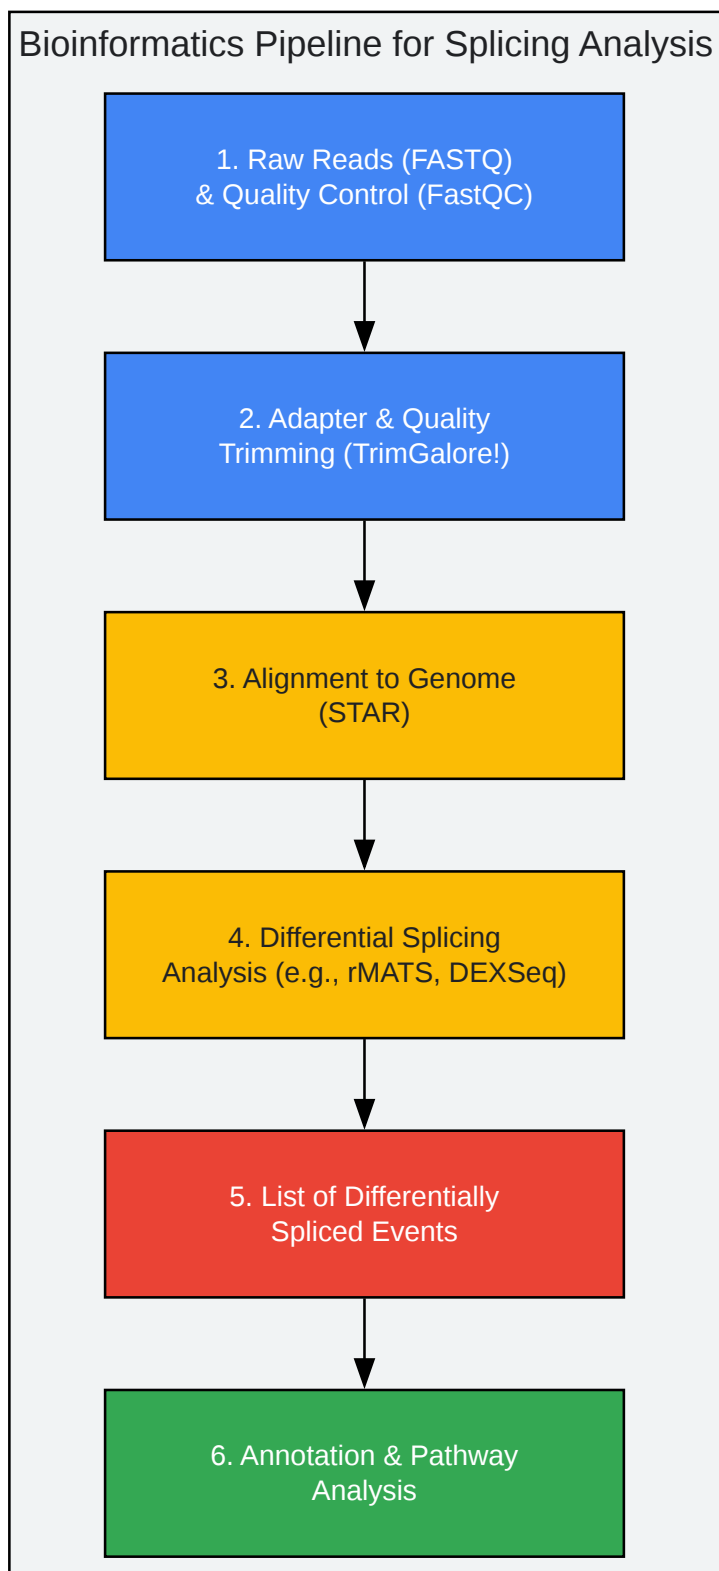 Bioinformatics Pipeline for Splicing Analysis
1. Raw Reads (FASTQ)
& Quality Control (FastQC)
2. Adapter & Quality
Trimming (TrimGalore!)
3. Alignment to Genome
(STAR)
4. Differential Splicing
Analysis (e.g., rMATS, DEXSeq)
5. List of Differentially
Spliced Events
6. Annotation & Pathway
Analysis